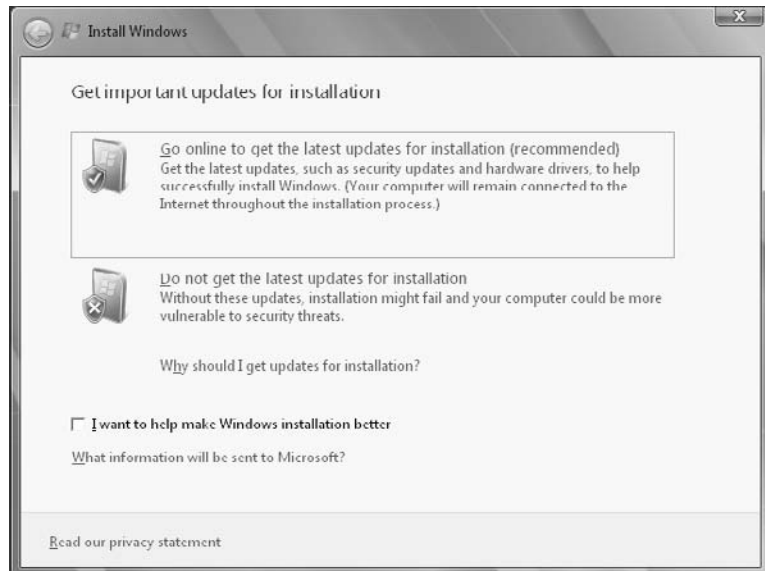 Install Windows
X
Get important updates for installation
Go online to get the latest updates for installation (recommended)
Get the latest updates, such as security updates and hardware drivers, to help
successfully install Windows. (Your computer will remain connected to the
Internet throughout the installation process.)
Do not get the latest updates for installation
Without these updates, installation might fail and your computer could be more
vulnerable to security threats.
Why should I get updates for installation?
I want to help make Windows installation better
What information will be sent to Microsoft?
Read our privacy statement